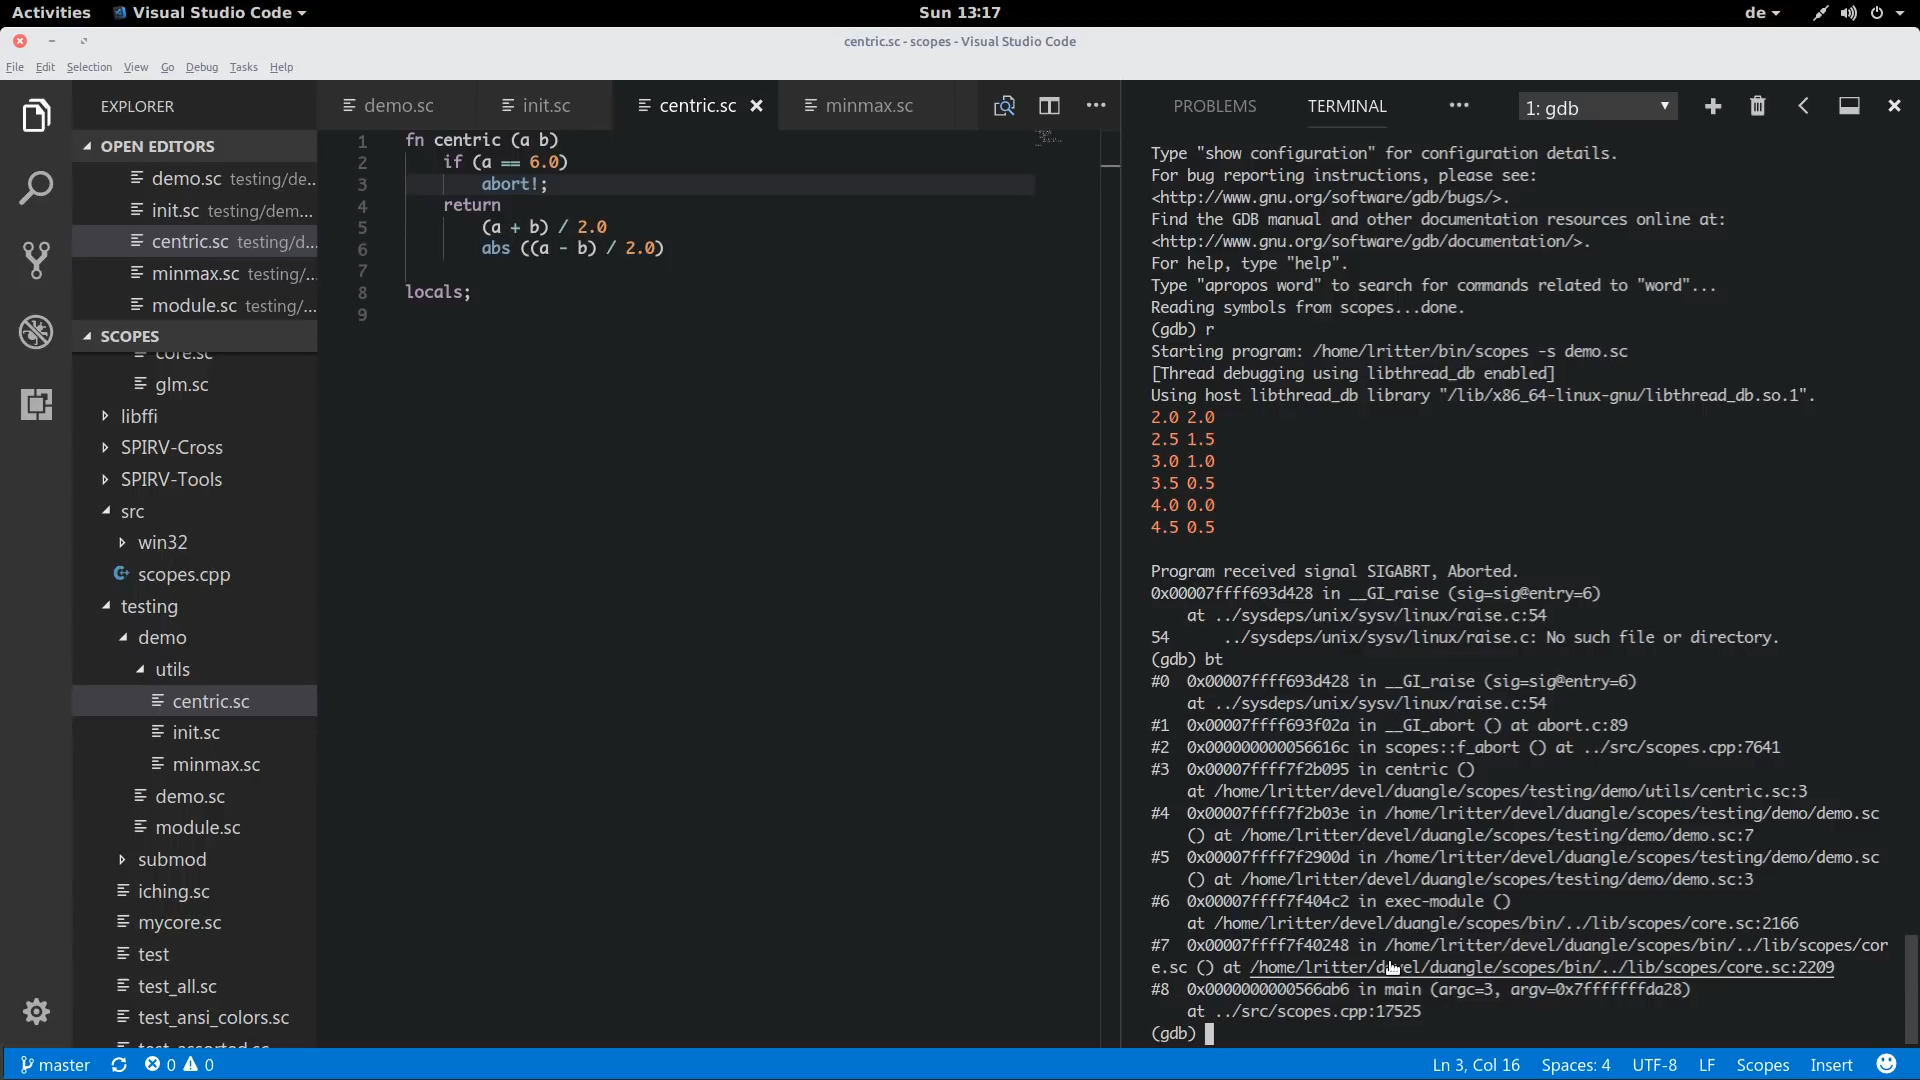 Activities Visual Studio Code Sun 13:17 de
centric.sc - scopes - Visual Studio Code
File Edit Selection View Go Debug Tasks Help
EXPLORER
OPEN EDITORS
demo.sc testing/de...
init.sc testing/dem...
centric.sc testing/d...
minmax.sc testing/...
module.sc testing/...
SCOPES
core.sc
glm.sc
libffi
SPIRV-Cross
SPIRV-Tools
src
win32
scopes.cpp
testing
demo
utils
centric.sc
init.sc
minmax.sc
demo.sc
module.sc
submod
iching.sc
mycore.sc
test
test_all.sc
test_ansi_colors.sc
test_assorted.sc
demo.sc init.sc centric.sc minmax.sc
1 fn centric (a b)
2 if (a == 6.0)
3 abort!;
4 return
5 (a + b) / 2.0
6 abs ((a - b) / 2.0)
7
8 locals;
9
PROBLEMS TERMINAL ••• 1: gdb
Type "show configuration" for configuration details.
For bug reporting instructions, please see:
<http://www.gnu.org/software/gdb/bugs/>.
Find the GDB manual and other documentation resources online at:
<http://www.gnu.org/software/gdb/documentation/>.
For help, type "help".
Type "apropos word" to search for commands related to "word"...
Reading symbols from scopes...done.
(gdb) r
Starting program: /home/lritter/bin/scopes -s demo.sc
[Thread debugging using libthread_db enabled]
Using host libthread_db library "/lib/x86_64-linux-gnu/libthread_db.so.1".
2.0 2.0
2.5 1.5
3.0 1.0
3.5 0.5
4.0 0.0
4.5 0.5
Program received signal SIGABRT, Aborted.
0x00007ffff693d428 in __GI_raise (sig=sig@entry=6)
at ../sysdeps/unix/sysv/linux/raise.c:54
54 ../sysdeps/unix/sysv/linux/raise.c: No such file or directory.
(gdb) bt
#0 0x00007ffff693d428 in __GI_raise (sig=sig@entry=6)
at ../sysdeps/unix/sysv/linux/raise.c:54
#1 0x00007ffff693f02a in __GI_abort () at abort.c:89
#2 0x000000000056616c in scopes::f_abort () at ../src/scopes.cpp:7641
#3 0x00007ffff7f2b095 in centric ()
at /home/lritter/devel/duangle/scopes/testing/demo/utils/centric.sc:3
#4 0x00007ffff7f2b03e in /home/lritter/devel/duangle/scopes/testing/demo/demo.sc
() at /home/lritter/devel/duangle/scopes/testing/demo/demo.sc:7
#5 0x00007ffff7f2900d in /home/lritter/devel/duangle/scopes/testing/demo/demo.sc
() at /home/lritter/devel/duangle/scopes/testing/demo/demo.sc:3
#6 0x00007ffff7f404c2 in exec-module ()
at /home/lritter/devel/duangle/scopes/bin/../lib/scopes/core.sc:2166
#7 0x00007ffff7f40248 in /home/lritter/devel/duangle/scopes/bin/../lib/scopes/cor
e.sc () at /home/lritter/devel/duangle/scopes/bin/../lib/scopes/core.sc:2209
#8 0x0000000000566ab6 in main (argc=3, argv=0x7fffffffda28)
at ../src/scopes.cpp:17525
(gdb)
master 0 0 Ln 3, Col 16 Spaces: 4 UTF-8 LF Scopes Insert